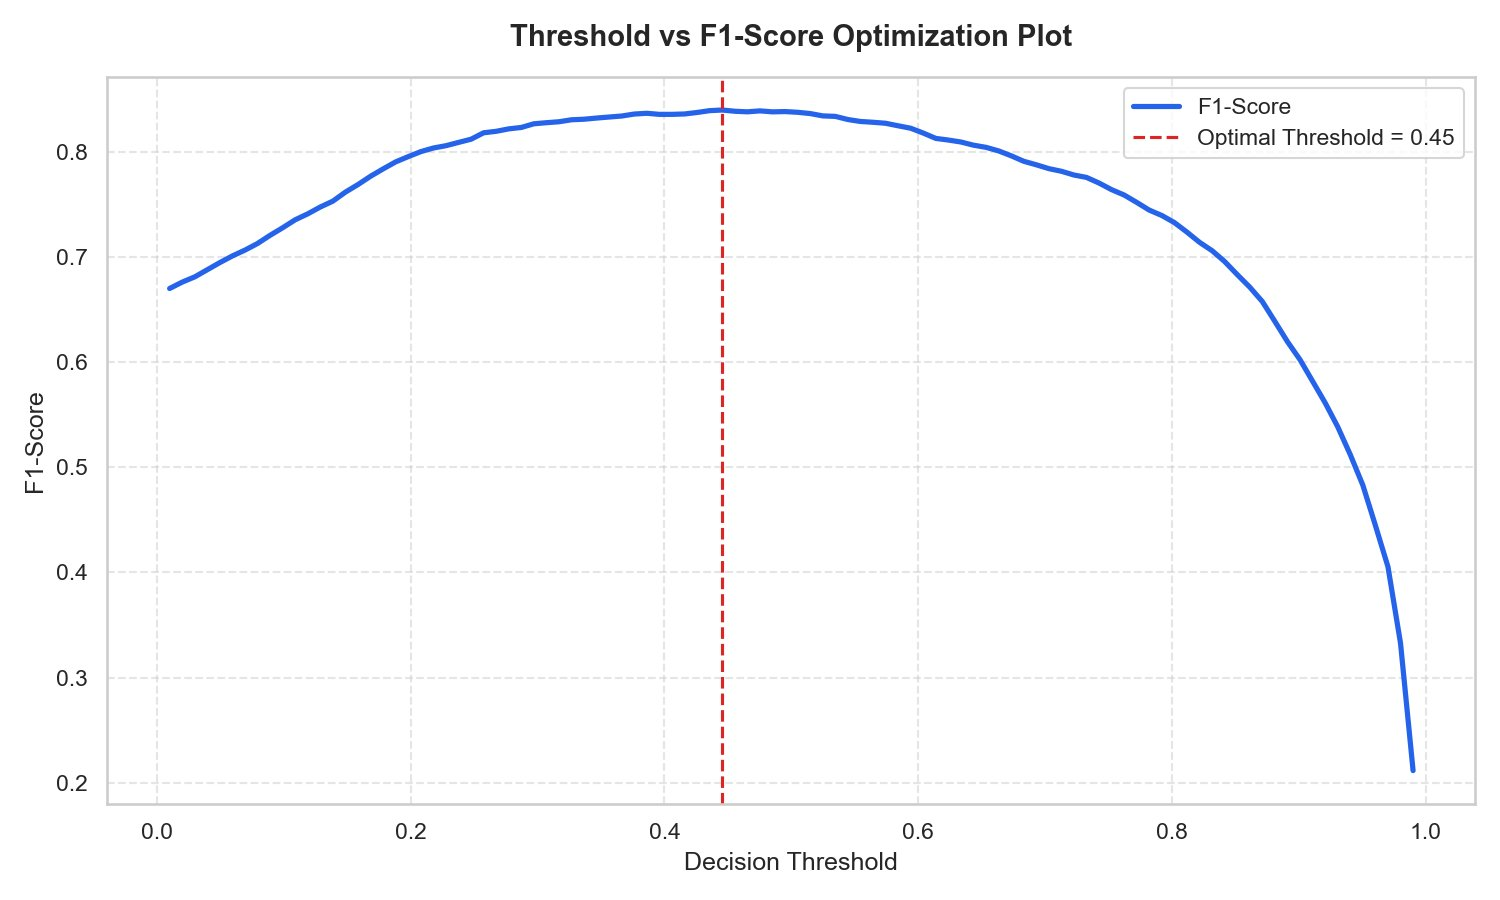 Threshold vs F1-Score Optimization Plot
F1-Score
Optimal Threshold = 0.45
0.8
0.7
0.6
0.5
0.4
0.3
0.2
F1-Score
0.0 0.2 0.4 0.6 0.8 1.0
Decision Threshold